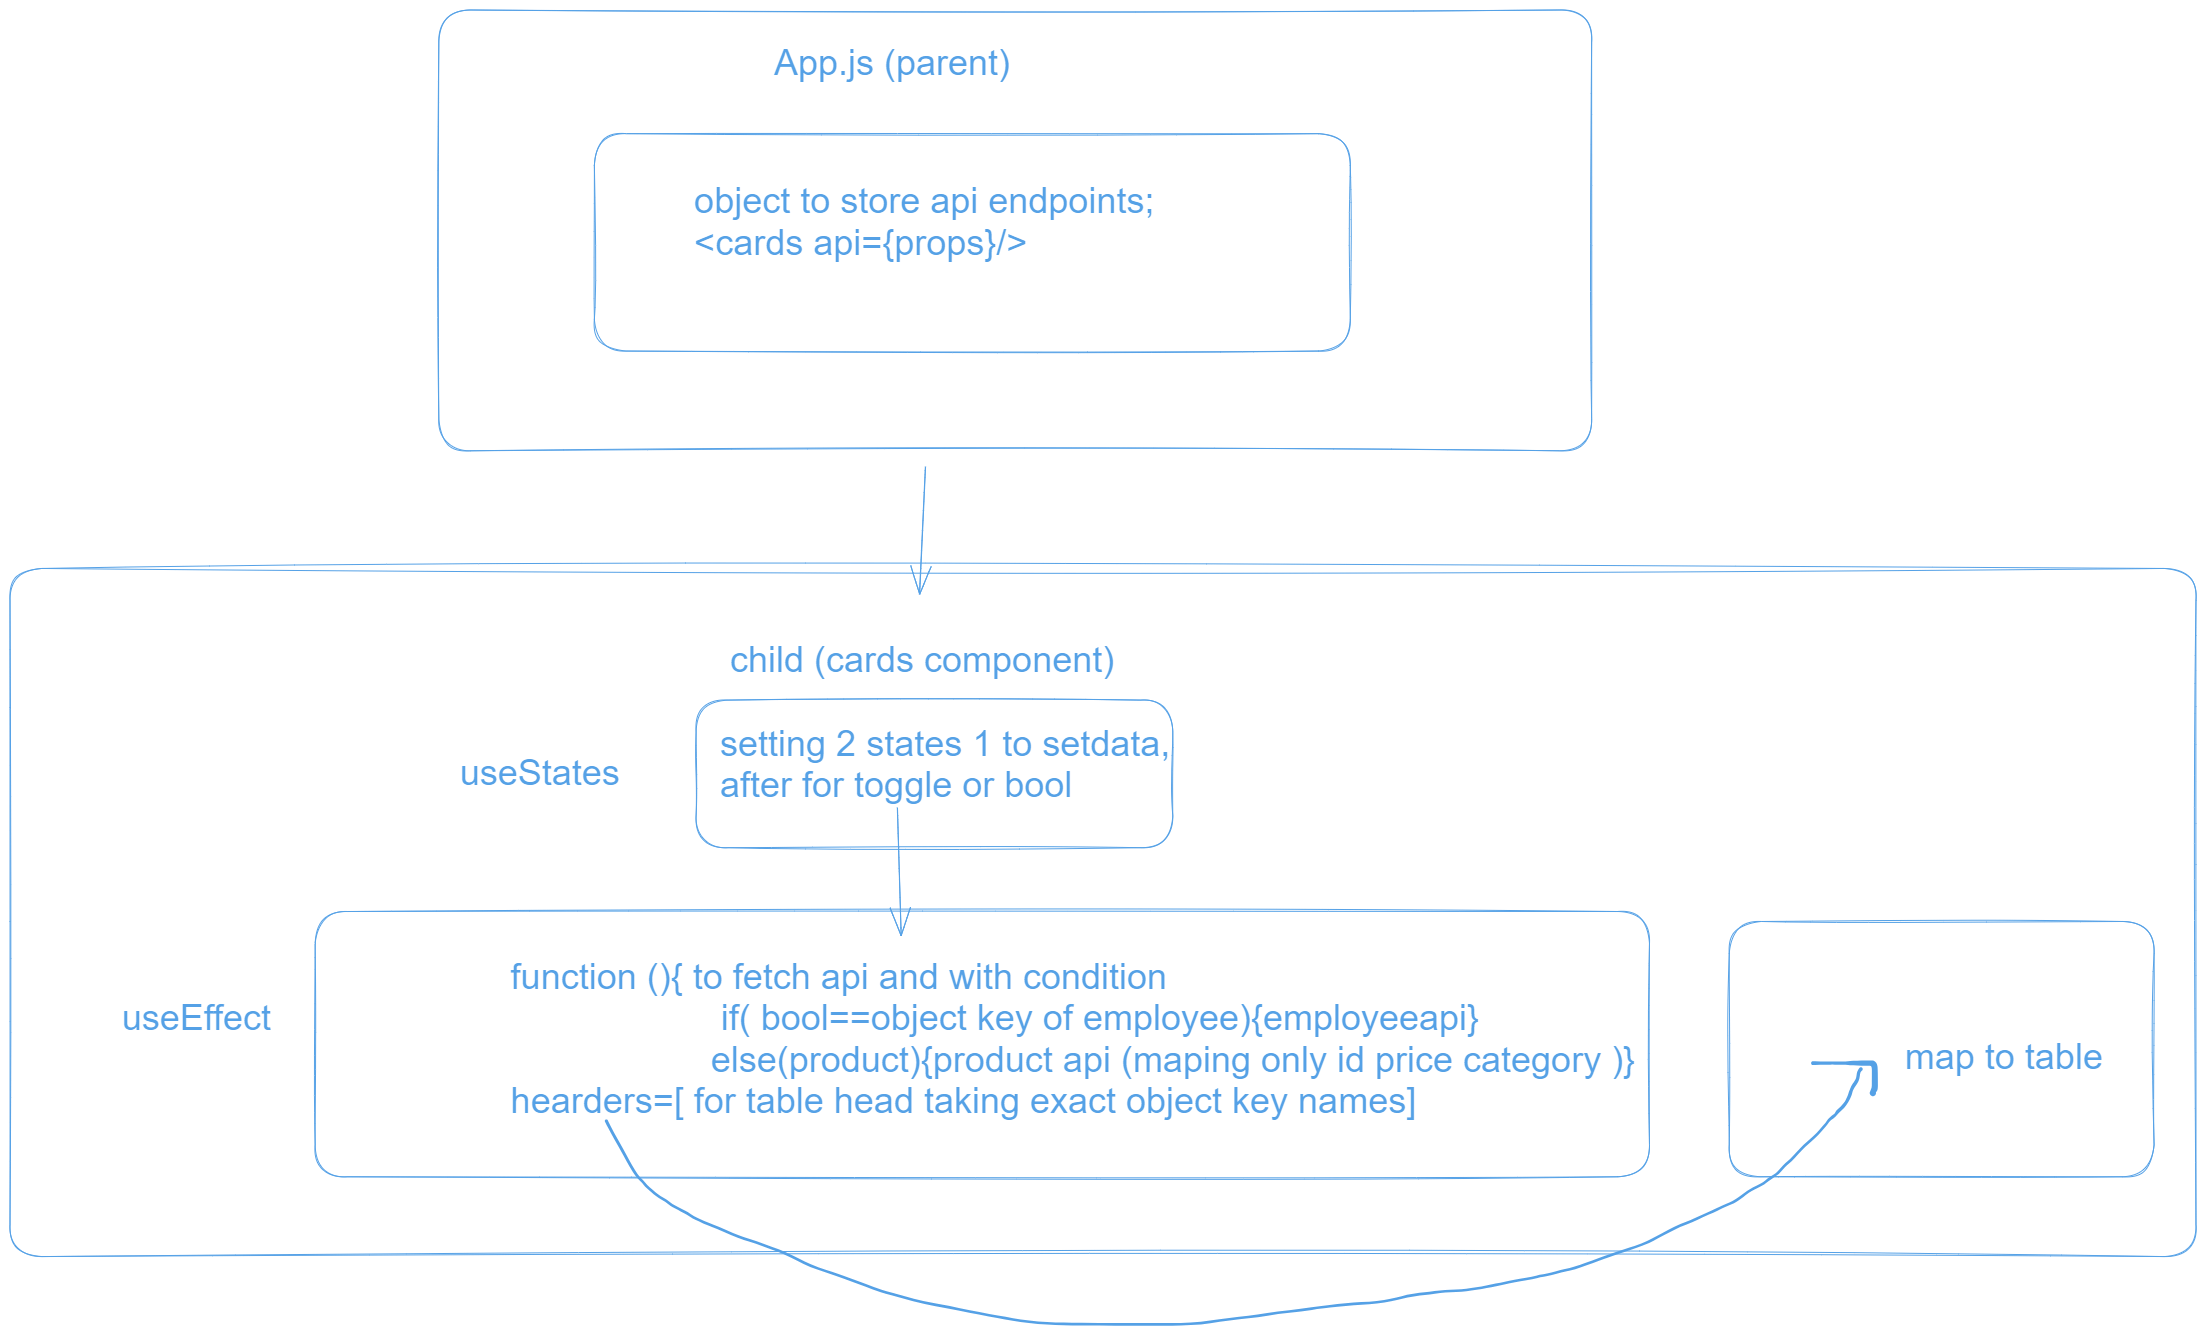 App.js (parent)
object to store api endpoints;
<cards api={props}/>
child (cards component)
useStates
setting 2 states 1 to setdata,
after for toggle or bool
useEffect
function (){ to fetch api and with condition
if( bool==object key of employee){employeeapi}
else(product){product api (maping only id price category )}
hearders=[ for table head taking exact object key names]
map to table